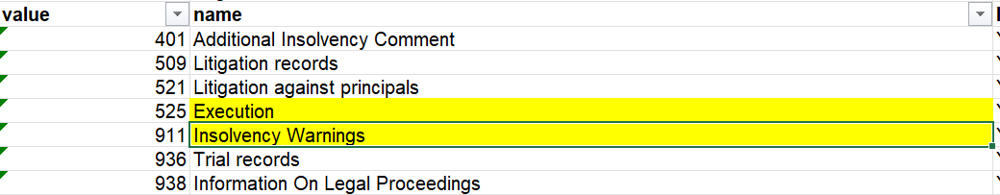 value name
401 Additional Insolvency Comment
509 Litigation records
521 Litigation against principals
525 Execution
911 Insolvency Warnings
936 Trial records
938 Information On Legal Proceedings